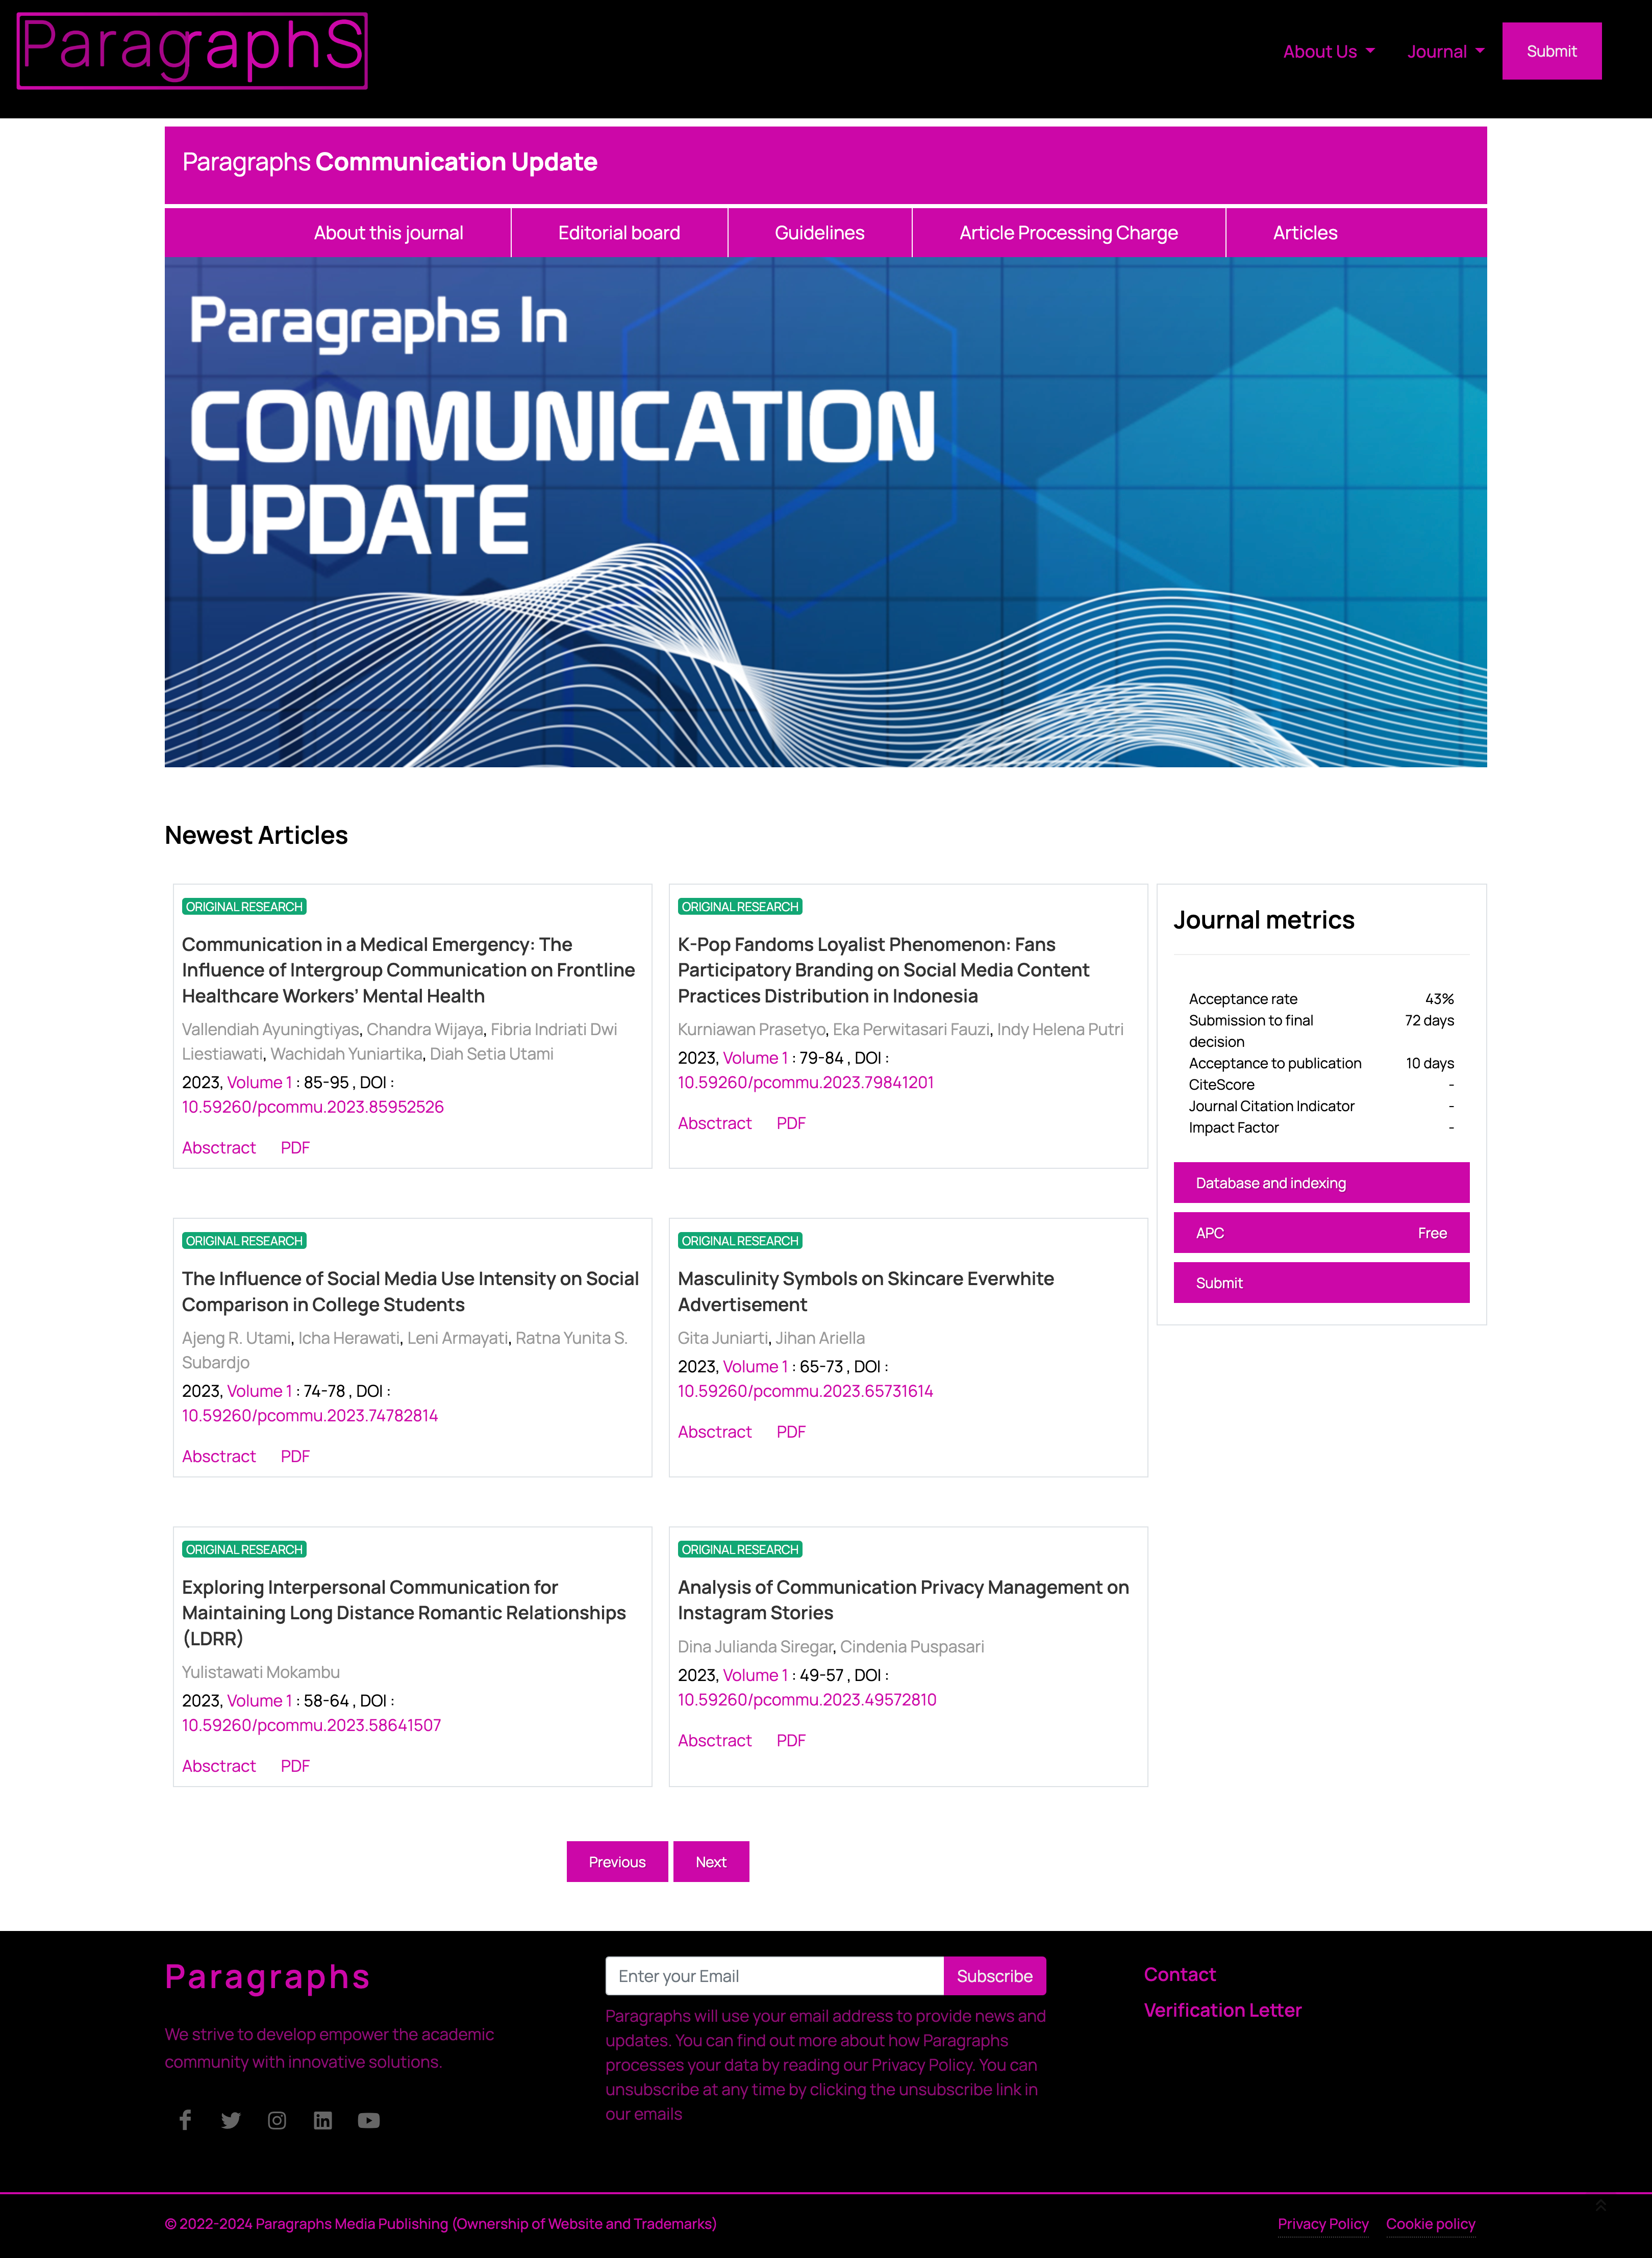 ParagraphS
About Us
Journal
Submit
Paragraphs Communication Update
About this journal
Editorial board
Guidelines
Article Processing Charge
Articles
Paragraphs In
COMMUNICATION
UPDATE
Newest Articles
ORIGINAL RESEARCH
Communication in a Medical Emergency: The
Influence of Intergroup Communication on Frontline
Healthcare Workers’ Mental Health
Vallendiah Ayuningtiyas, Chandra Wijaya, Fibria Indriati Dwi
Liestiawati, Wachidah Yuniartika, Diah Setia Utami
2023, Volume 1 : 85-95 , DOI :
10.59260/pcommu.2023.85952526
Absctract PDF
ORIGINAL RESEARCH
K-Pop Fandoms Loyalist Phenomenon: Fans
Participatory Branding on Social Media Content
Practices Distribution in Indonesia
Kurniawan Prasetyo, Eka Perwitasari Fauzi, Indy Helena Putri
2023, Volume 1 : 79-84 , DOI :
10.59260/pcommu.2023.79841201
Absctract PDF
ORIGINAL RESEARCH
The Influence of Social Media Use Intensity on Social
Comparison in College Students
Ajeng R. Utami, Icha Herawati, Leni Armayati, Ratna Yunita S.
Subardjo
2023, Volume 1 : 74-78 , DOI :
10.59260/pcommu.2023.74782814
Absctract PDF
ORIGINAL RESEARCH
Masculinity Symbols on Skincare Everwhite
Advertisement
Gita Juniarti, Jihan Ariella
2023, Volume 1 : 65-73 , DOI :
10.59260/pcommu.2023.65731614
Absctract PDF
ORIGINAL RESEARCH
Exploring Interpersonal Communication for
Maintaining Long Distance Romantic Relationships
(LDRR)
Yulistawati Mokambu
2023, Volume 1 : 58-64 , DOI :
10.59260/pcommu.2023.58641507
Absctract PDF
ORIGINAL RESEARCH
Analysis of Communication Privacy Management on
Instagram Stories
Dina Julianda Siregar, Cindenia Puspasari
2023, Volume 1 : 49-57 , DOI :
10.59260/pcommu.2023.49572810
Absctract PDF
Journal metrics
Acceptance rate 43%
Submission to final 72 days
decision
Acceptance to publication 10 days
CiteScore -
Journal Citation Indicator -
Impact Factor -
Database and indexing
APC Free
Submit
Previous
Next
Paragraphs
We strive to develop empower the academic
community with innovative solutions.
Enter your Email
Subscribe
Paragraphs will use your email address to provide news and
updates. You can find out more about how Paragraphs
processes your data by reading our Privacy Policy. You can
unsubscribe at any time by clicking the unsubscribe link in
our emails
Contact
Verification Letter
© 2022-2024 Paragraphs Media Publishing (Ownership of Website and Trademarks)
Privacy Policy
Cookie policy